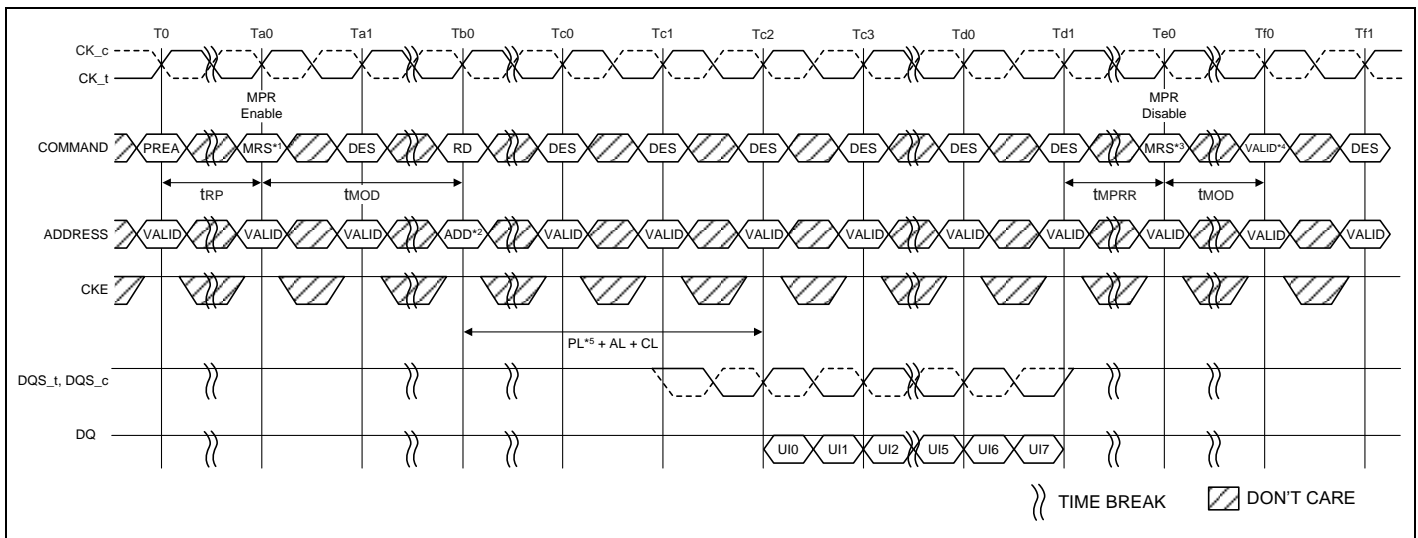 T0 Ta0 Ta1 Tb0 Tc0 Tc1 Tc2 Tc3 Td0 Td1 Te0 Tf0 Tf1
CK_c
CK_t
MPR
Enable
MPR
Disable
COMMAND PREA MRS*1 DES RD DES DES DES DES DES DES MRS*3 VALID*4 DES
tRP tMOD tMPRR tMOD
ADDRESS VALID VALID VALID ADD*2 VALID VALID VALID VALID VALID VALID VALID VALID VALID
CKE
PL*5 + AL + CL
DQS_t, DQS_c
DQ UI0 UI1 UI2 UI5 UI6 UI7
TIME BREAK DON'T CARE